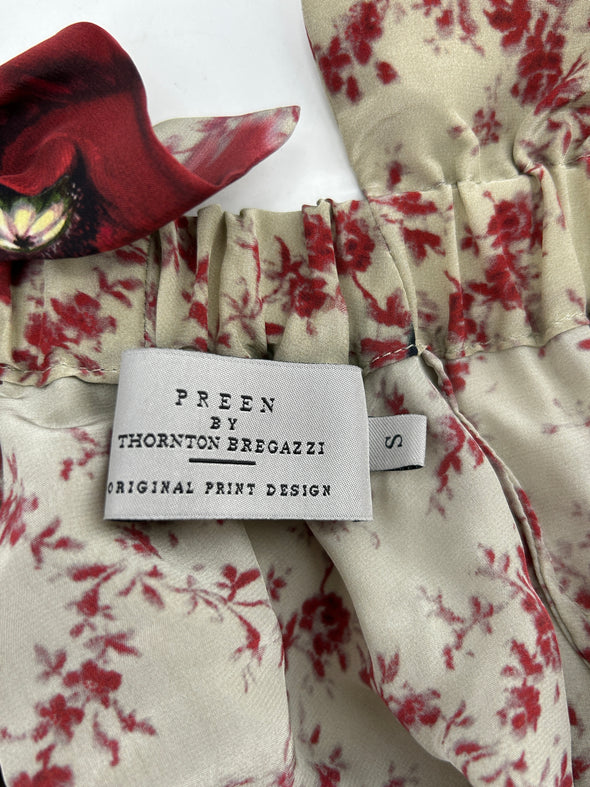 PREEN
BY
THORNTON BREGAZZI
ORIGINAL PRINT DESIGN
S